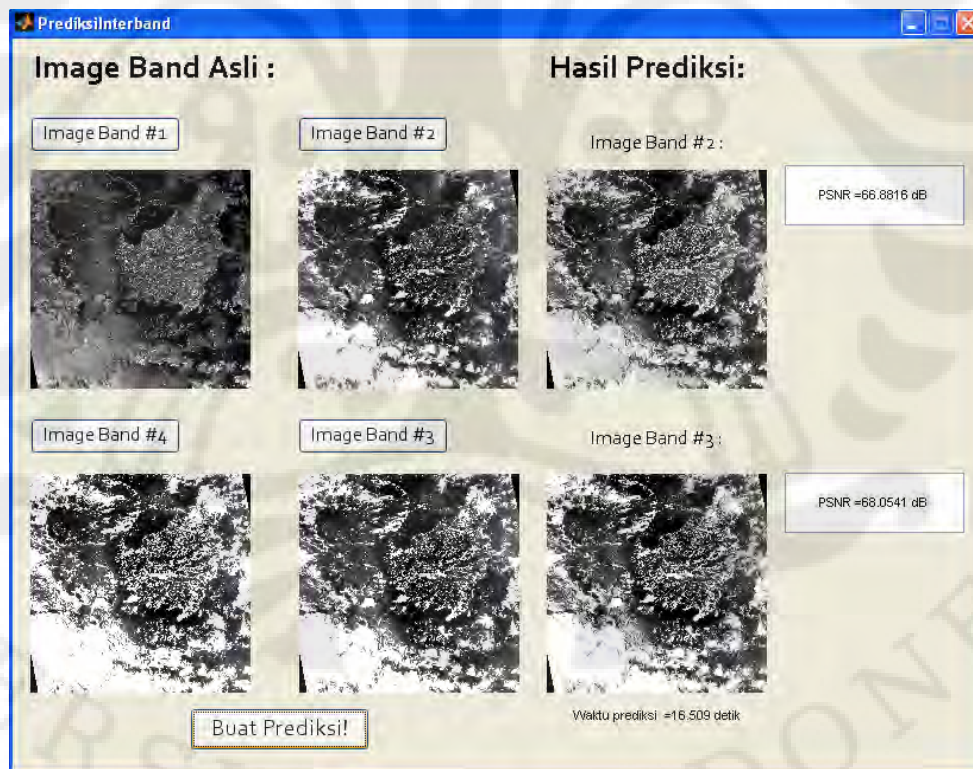 PrediksiInterband
Image Band Asli :
Hasil Prediksi:
Image Band #1
Image Band #2
Image Band #2 :
PSNR =66.8816 dB
Image Band #4
Image Band #3
Image Band #3 :
PSNR =68.0541 dB
Buat Prediksi!
Waktu prediksi =16.509 detik